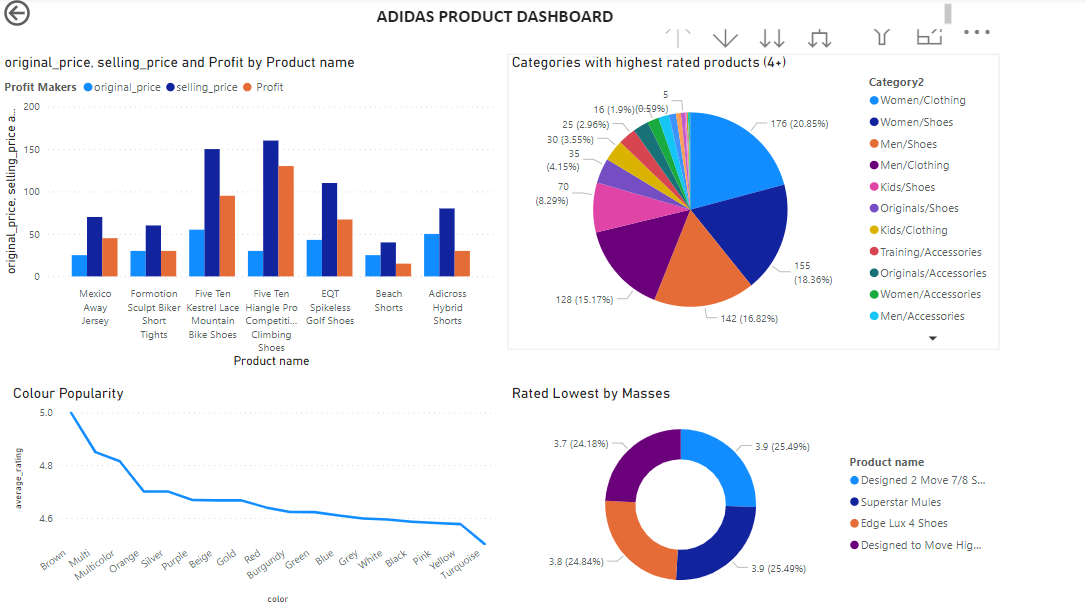 ADIDAS PRODUCT DASHBOARD
original_price, selling_price and Profit by Product name
Profit Makers original_price selling_price Profit
original_price, selling_price a...
200
150
100
50
0
Mexico Away Jersey
Formotion Sculpt Biker Short Tights
Five Ten Kestrel Lace Mountain Bike Shoes
Five Ten Hiangle Pro Competiti... Climbing Shoes
EQT Spikeless Golf Shoes
Beach Shorts
Adicross Hybrid Shorts
Product name
Categories with highest rated products (4+)
176 (20.85%)
155 (18.36%)
142 (16.82%)
128 (15.17%)
70 (8.29%)
35 (4.15%)
30 (3.55%)
25 (2.96%)
16 (1.9%)
5 (0.59%)
Category2
Women/Clothing
Women/Shoes
Men/Shoes
Men/Clothing
Kids/Shoes
Originals/Shoes
Kids/Clothing
Training/Accessories
Originals/Accessories
Women/Accessories
Men/Accessories
Colour Popularity
average_rating
5.0
4.8
4.6
Brown
Multi
Multicolor
Orange
Silver
Purple
Beige
Gold
Red
Burgundy
Green
Blue
Grey
White
Black
Pink
Yellow
Turquoise
color
Rated Lowest by Masses
3.7 (24.18%)
3.9 (25.49%)
3.8 (24.84%)
3.9 (25.49%)
Product name
Designed 2 Move 7/8 S...
Superstar Mules
Edge Lux 4 Shoes
Designed to Move Hig...